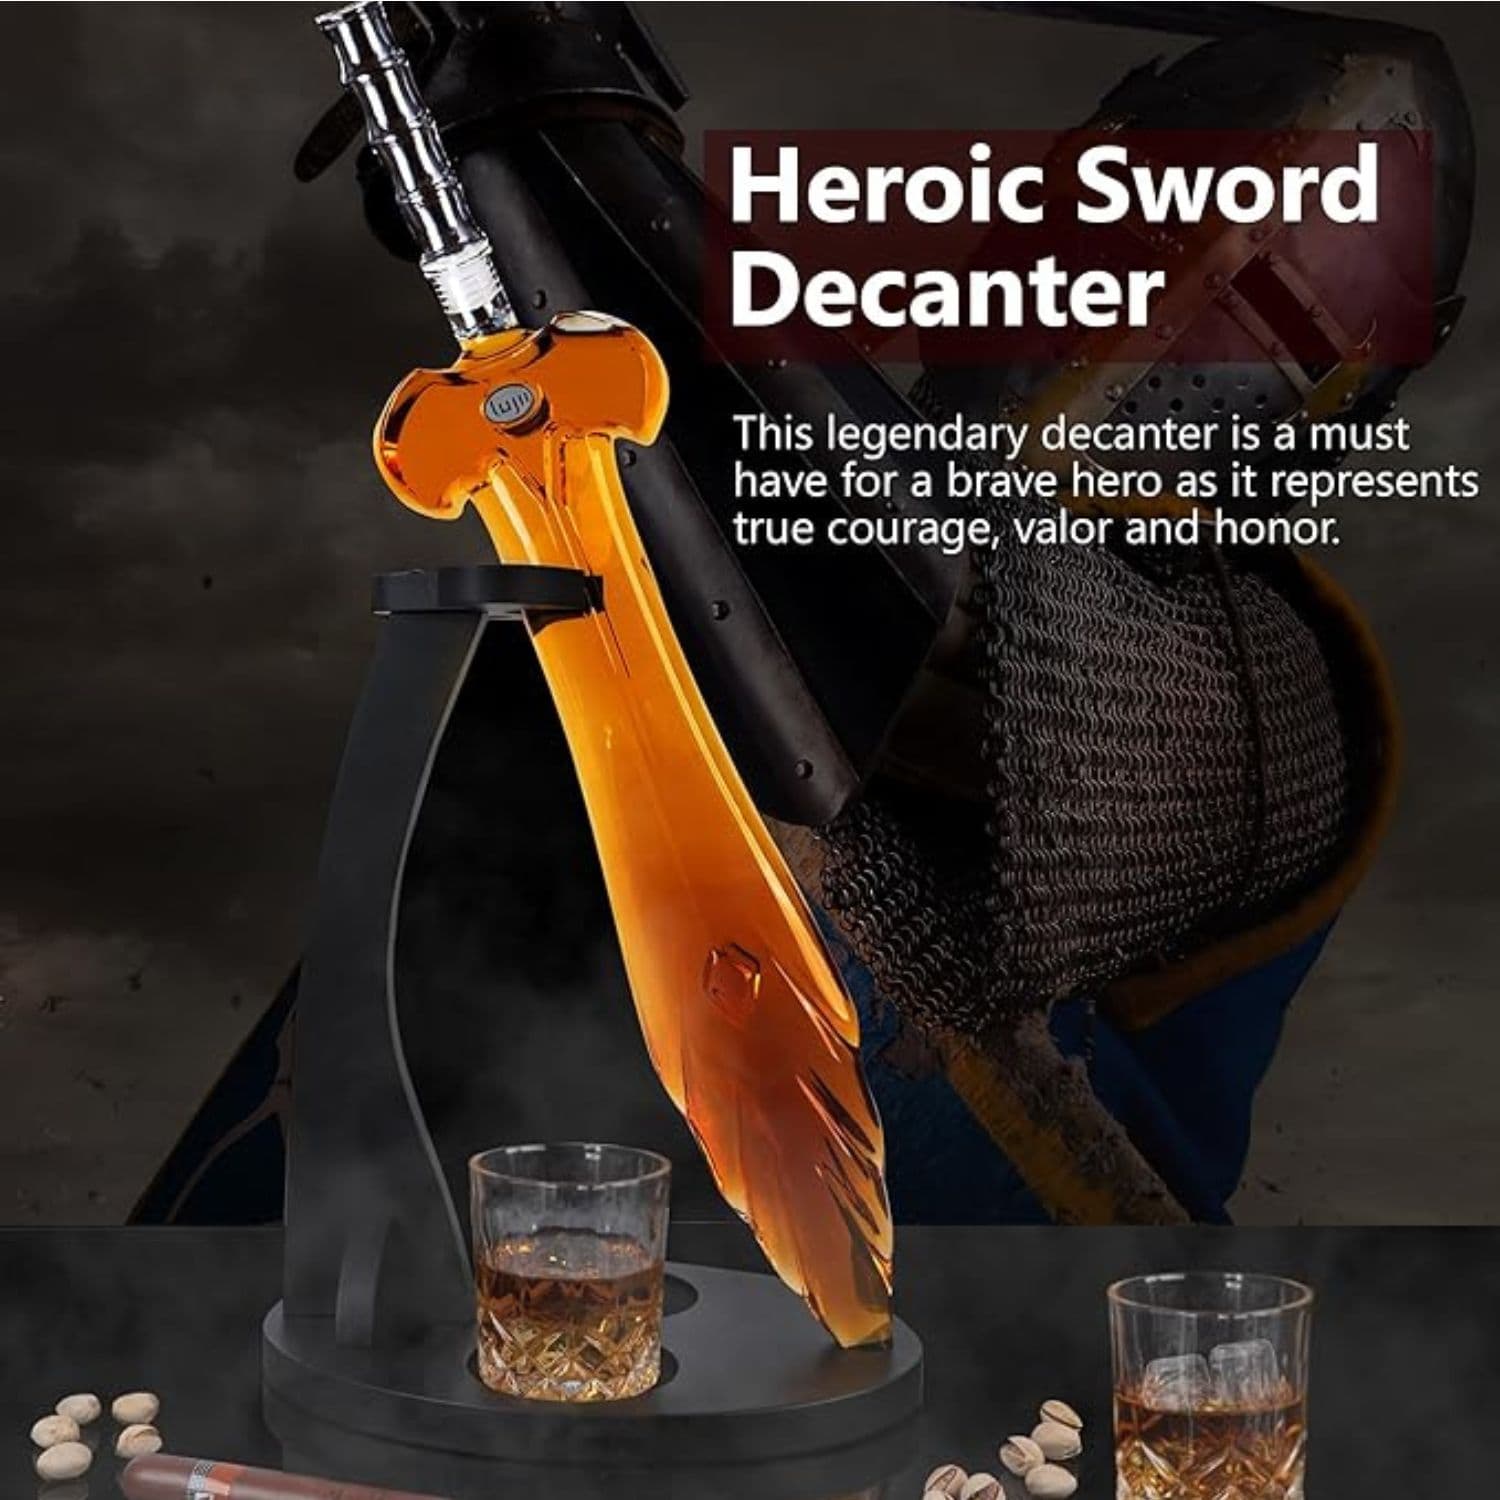 Heroic Sword
Decanter
This legendary decanter is a must
have for a brave hero as it represents
true courage, valor and honor.